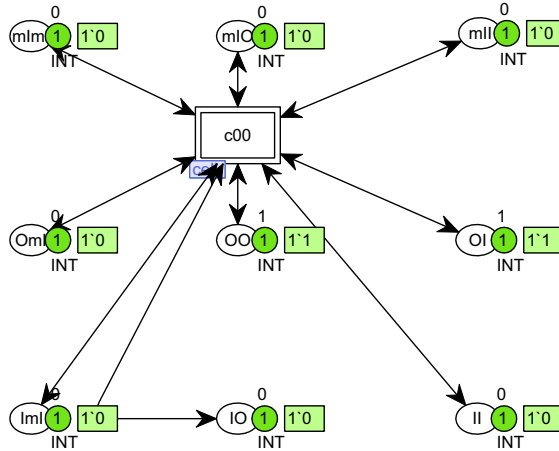 0
mIm 1 1`0
INT
0
mIO 1 1`0
INT
0
mII 1 1`0
INT
c00
0
OmI 1 1`0
INT
1
OO 1 1`1
INT
1
OI 1 1`1
INT
0
ImI 1 1`0
INT
0
IO 1 1`0
INT
0
II 1 1`0
INT